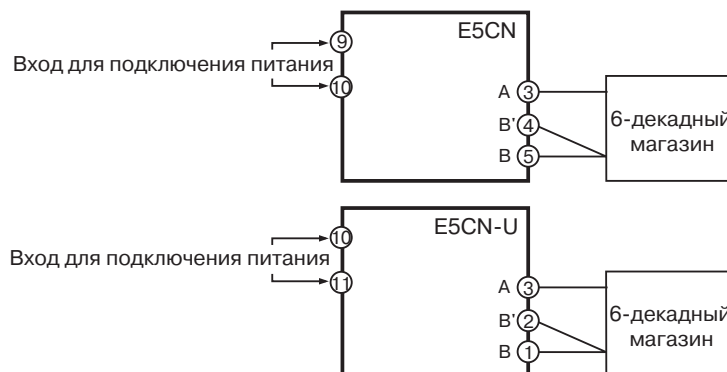 E5CN
⑨
Вход для подключения питания
⑩
A ③
B' ④
B ⑤
6-декадный
магазин
E5CN-U
⑩
Вход для подключения питания
⑪
A ③
B' ②
B ①
6-декадный
магазин